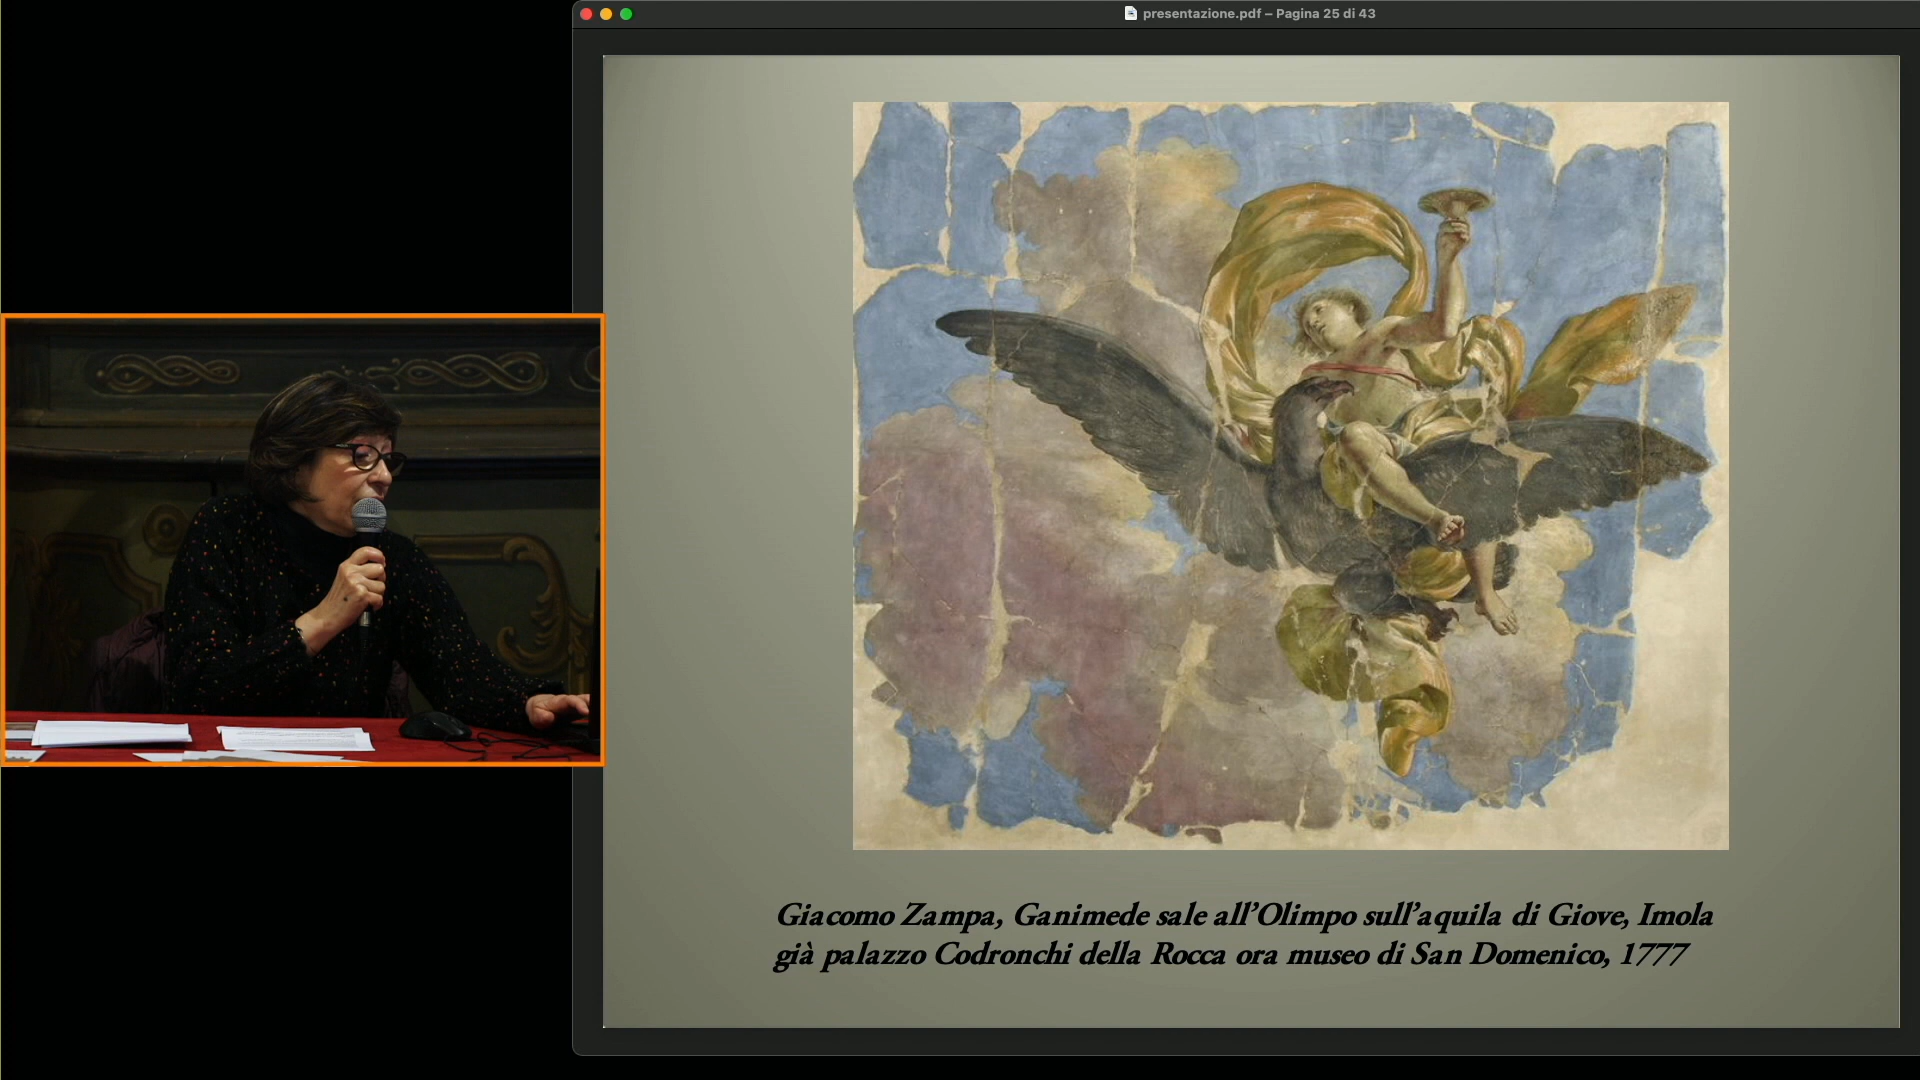 presentazione.pdf – Pagina 25 di 43
Giacomo Zampa, Ganimede sale all’Olimpo sull’aquila di Giove, Imola
già palazzo Codronchi della Rocca ora museo di San Domenico, 1777